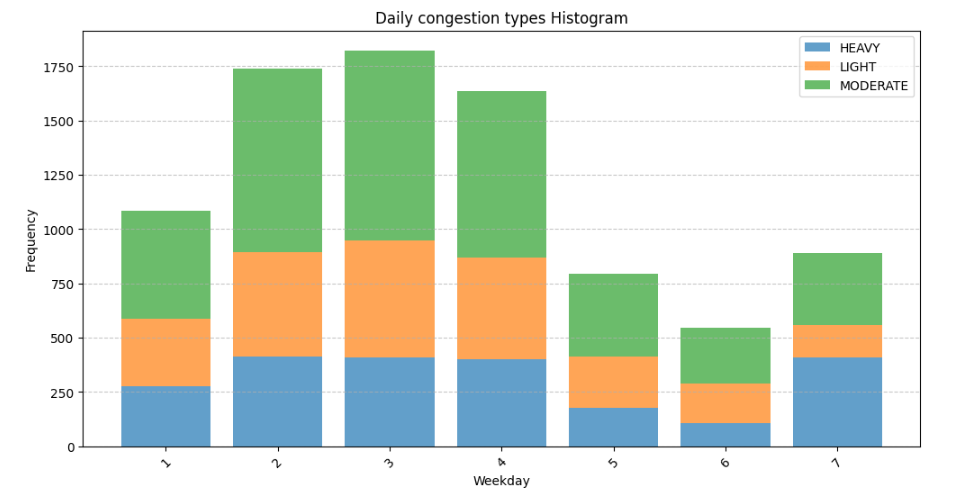 Daily congestion types Histogram
HEAVY
LIGHT
MODERATE
Frequency
1750
1500
1250
1000
750
500
250
0
1 2 3 4 5 6 7
Weekday